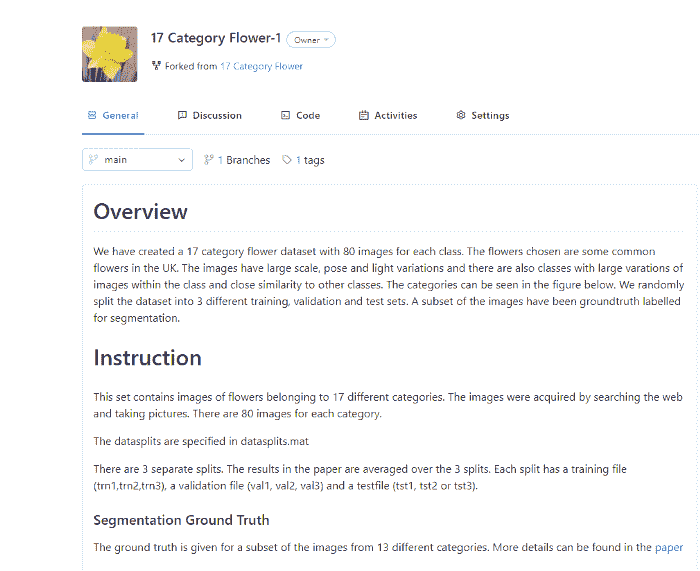 17 Category Flower-1 Owner
Forked from 17 Category Flower
General Discussion Code Activities Settings
main 1 Branches 1 tags
Overview
We have created a 17 category flower dataset with 80 images for each class. The flowers chosen are some common
flowers in the UK. The images have large scale, pose and light variations and there are also classes with large varations of
images within the class and close similarity to other classes. The categories can be seen in the figure below. We randomly
split the dataset into 3 different training, validation and test sets. A subset of the images have been groundtruth labelled
for segmentation.
Instruction
This set contains images of flowers belonging to 17 different categories. The images were acquired by searching the web
and taking pictures. There are 80 images for each category.
The datasplits are specified in datasplits.mat
There are 3 separate splits. The results in the paper are averaged over the 3 splits. Each split has a training file
(trn1,trn2,trn3), a validation file (val1, val2, val3) and a testfile (tst1, tst2 or tst3).
Segmentation Ground Truth
The ground truth is given for a subset of the images from 13 different categories. More details can be found in the paper